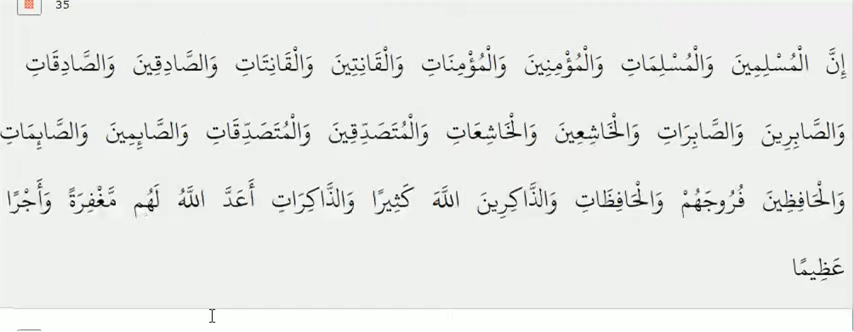 35
إِنَّ الْمُسْلِمِينَ وَالْمُسْلِمَاتِ وَالْمُؤْمِنِينَ وَالْمُؤْمِنَاتِ وَالْقَانِتِينَ وَالْقَانِتَاتِ وَالصَّادِقِينَ وَالصَّادِقَاتِ
وَالصَّابِرِينَ وَالصَّابِرَاتِ وَالْخَاشِعِينَ وَالْخَاشِعَاتِ وَالْمُتَصَدِّقِينَ وَالْمُتَصَدِّقَاتِ وَالصَّائِمِينَ وَالصَّائِمَاتِ
وَالْحَافِظِينَ فُرُوجَهُمْ وَالْحَافِظَاتِ وَالذَّاكِرِينَ اللَّهَ كَثِيرًا وَالذَّاكِرَاتِ أَعَدَّ اللَّهُ لَهُم مَّغْفِرَةً وَأَجْرًا
عَظِيمًا